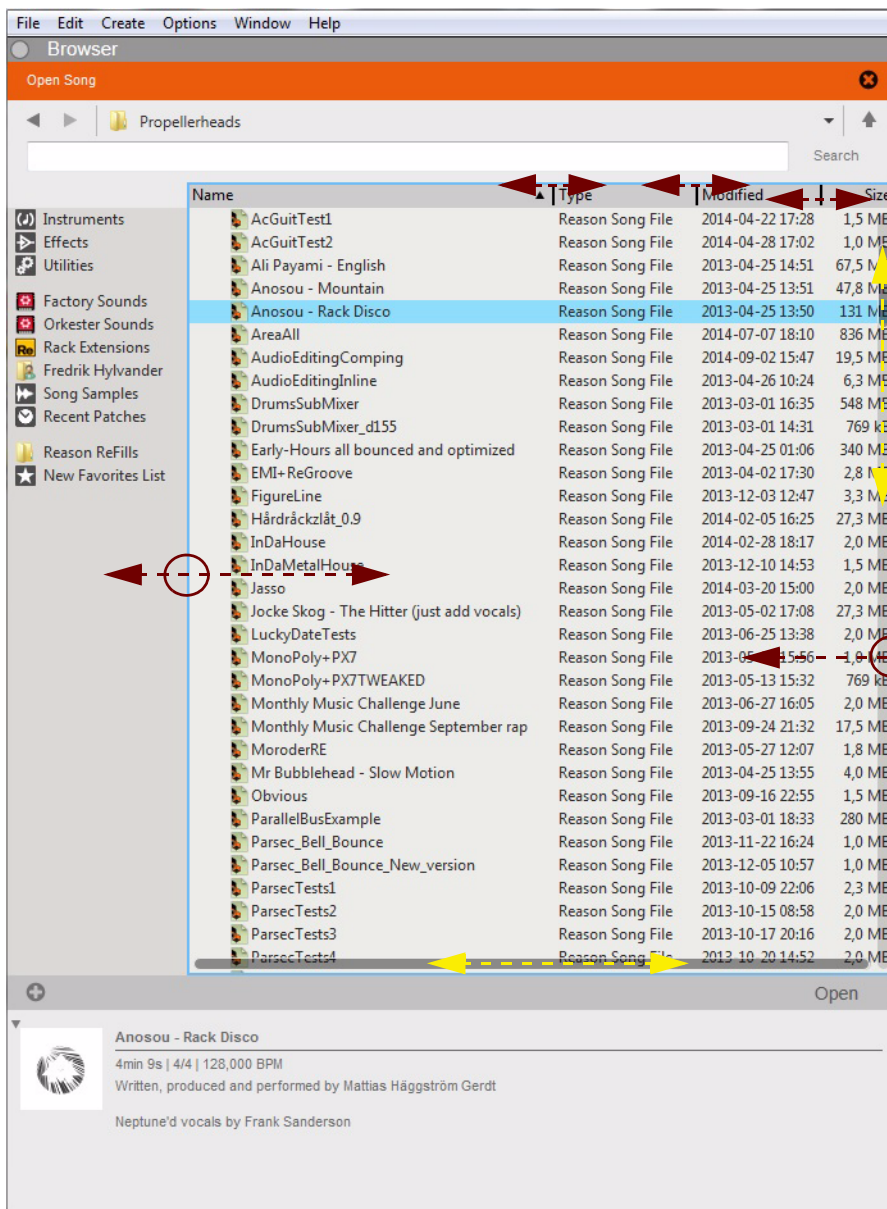 File Edit Create Options Window Help
Browser
Open Song
Propellerheads
Search
Name Type Modified Size
Instruments
Effects
Utilities
Factory Sounds
Orkester Sounds
Re Rack Extensions
Fredrik Hylvander
Song Samples
Recent Patches
Reason ReFills
New Favorites List
AcGuitTest1 Reason Song File 2014-04-22 17:28 1,5 MB
AcGuitTest2 Reason Song File 2014-04-28 17:02 1,0 MB
Ali Payami - English Reason Song File 2013-04-25 14:51 67,5
Anosou - Mountain Reason Song File 2013-04-25 13:51 47,8
Anosou - Rack Disco Reason Song File 2013-04-25 13:50 131
AreaAll Reason Song File 2014-07-07 18:10 836 MB
AudioEditingComping Reason Song File 2014-09-02 15:47 19,5 MB
AudioEditingInline Reason Song File 2013-04-26 10:24 6,3
DrumsSubMixer Reason Song File 2013-03-01 16:35 548
DrumsSubMixer_d155 Reason Song File 2013-03-01 14:31 769
Early-Hours all bounced and optimized Reason Song File 2013-04-25 01:06 340
EMI+ReGroove Reason Song File 2013-04-02 17:30 2,8
FigureLine Reason Song File 2013-12-03 12:47 3,3
Hårdråckzlåt_0.9 Reason Song File 2014-02-05 16:25 27,3 MB
InDaHouse Reason Song File 2014-02-28 18:17 2,0 MB
InDaMetalHouse Reason Song File 2013-12-10 14:53 1,5 MB
Jasso Reason Song File 2014-03-20 15:00 2,0 MB
Jocke Skog - The Hitter (just add vocals) Reason Song File 2013-05-02 17:08 27,3 MB
LuckyDateTests Reason Song File 2013-06-25 13:38 2,0 MB
MonoPoly+PX7 Reason Song File 15:56 1,0 MB
MonoPoly+PX7TWEAKED Reason Song File 2013-05-13 15:32 769 kB
Monthly Music Challenge June Reason Song File 2013-06-27 16:05 2,0 MB
Monthly Music Challenge September rap Reason Song File 2013-09-24 21:32 17,5 MB
MoroderRE Reason Song File 2013-05-27 12:07 1,8 MB
Mr Bubblehead - Slow Motion Reason Song File 2013-04-25 13:55 4,0 MB
Obvious Reason Song File 2013-09-16 22:55 1,5 MB
ParallelBusExample Reason Song File 2013-03-01 18:33 280 MB
Parsec_Bell_Bounce Reason Song File 2013-11-22 16:24 1,0 MB
Parsec_Bell_Bounce_New_version Reason Song File 2013-12-05 10:57 1,0 MB
ParsecTests1 Reason Song File 2013-10-09 22:06 2,3 MB
ParsecTests2 Reason Song File 2013-10-15 08:58 2,0 MB
ParsecTests3 Reason Song File 2013-10-17 20:16 2,0 MB
ParsecTests4 Reason Song File 2013-10-20 14:52 2,0 MB
Open
Anosou - Rack Disco
4min 9s | 4/4 | 128,000 BPM
Written, produced and performed by Mattias Häggström Gerdt
Neptune'd vocals by Frank Sanderson